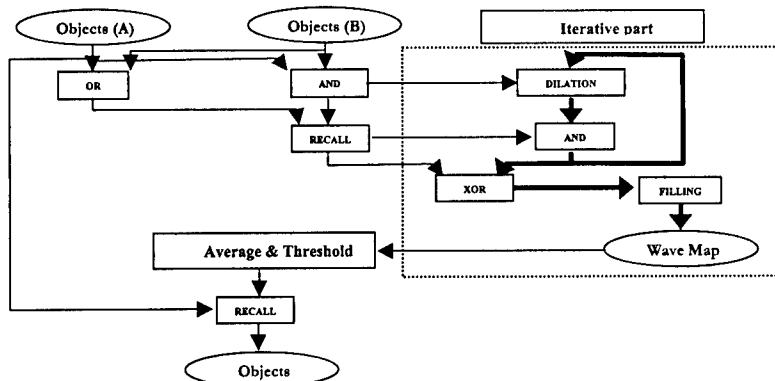 Objects (A)
Objects (B)
Iterative part
OR
AND
DILATION
RECALL
AND
XOR
FILLING
Average & Threshold
Wave Map
RECALL
Objects